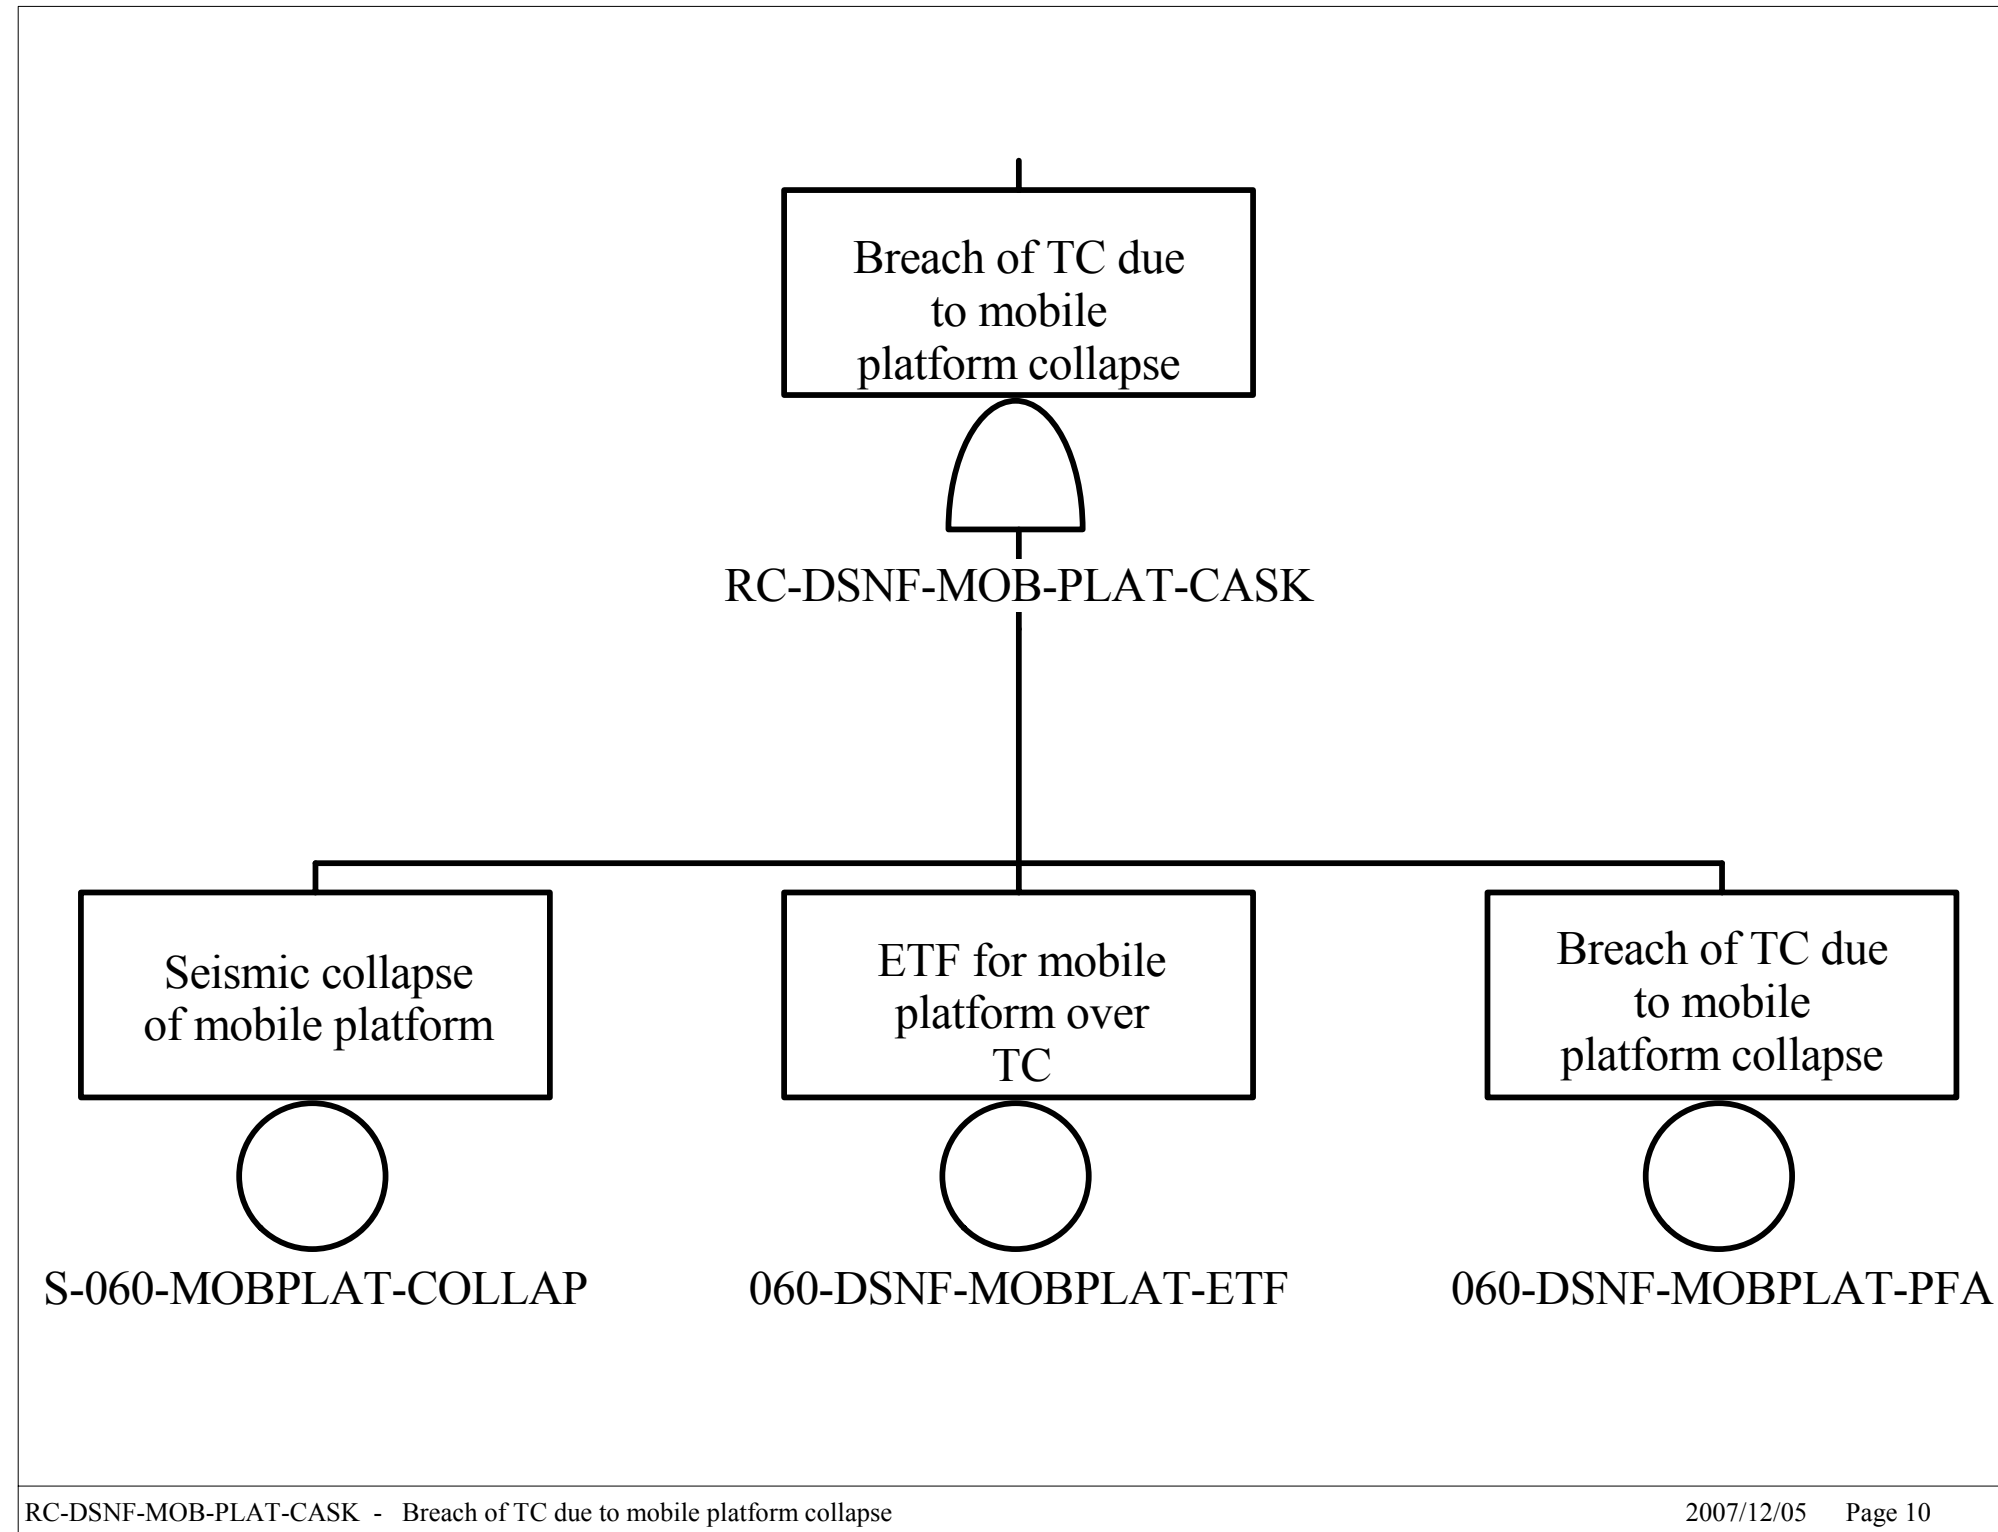 Breach of TC due
to mobile
platform collapse
RC-DSNF-MOB-PLAT-CASK
Seismic collapse
of mobile platform
S-060-MOBPLAT-COLLAP
ETF for mobile
platform over
TC
060-DSNF-MOBPLAT-ETF
Breach of TC due
to mobile
platform collapse
060-DSNF-MOBPLAT-PFA
RC-DSNF-MOB-PLAT-CASK - Breach of TC due to mobile platform collapse
2007/12/05 Page 10